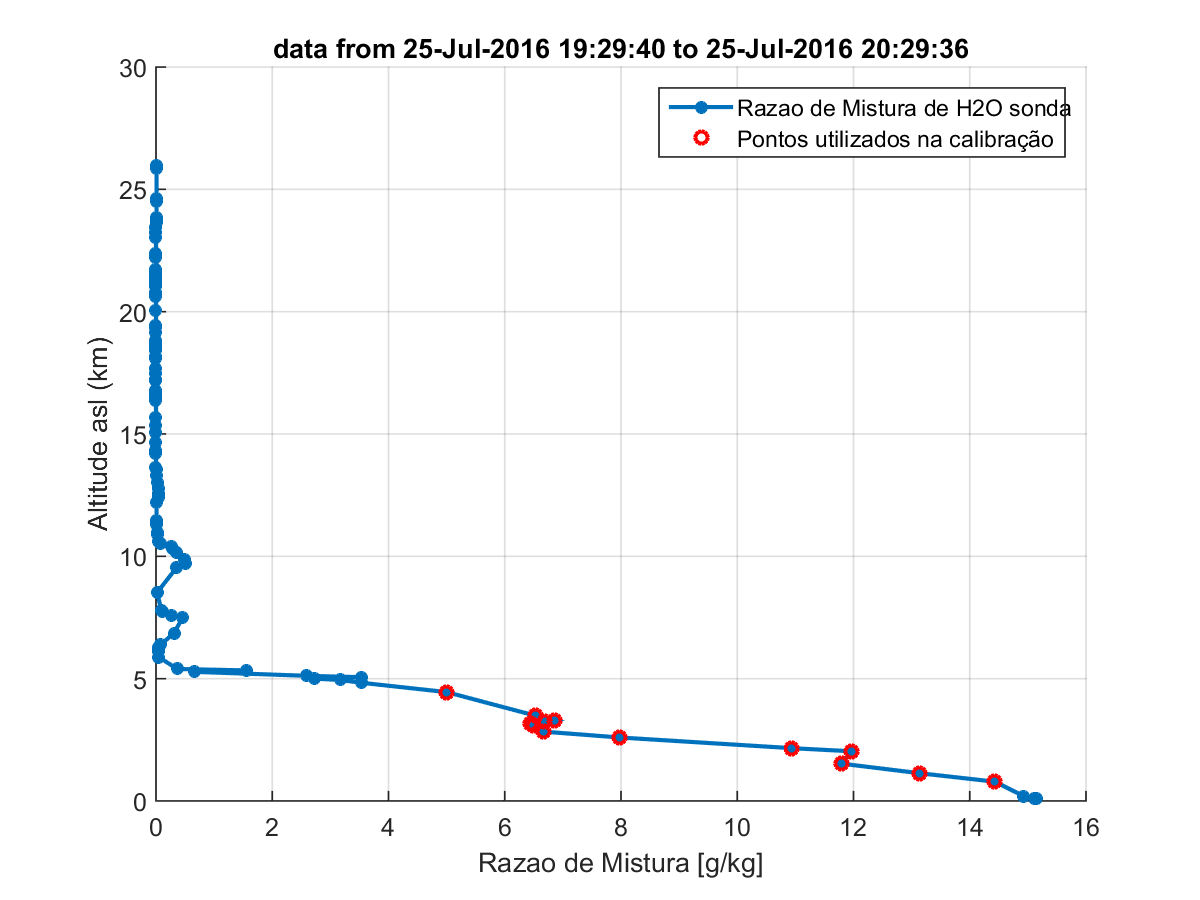 data from 25-Jul-2016 19:29:40 to 25-Jul-2016 20:29:36
Razao de Mistura de H2O sonda
Pontos utilizados na calibração
30
25
20
15
10
5
0
Altitude asl (km)
0 2 4 6 8 10 12 14 16
Razao de Mistura [g/kg]